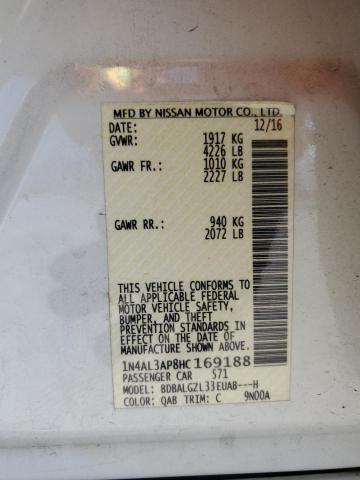 MFD BY NISSAN MOTOR CO., LTD.
DATE: 12/16
GVWR: 1917 KG
4226 LB
GAWR FR.: 1010 KG
2227 LB
GAWR RR.: 940 KG
2072 LB
THIS VEHICLE CONFORMS TO
ALL APPLICABLE FEDERAL
MOTOR VEHICLE SAFETY,
BUMPER, AND THEFT
PREVENTION STANDARDS IN
EFFECT ON THE DATE OF
MANUFACTURE SHOWN ABOVE.
1N4AL3AP8HC169188
PASSENGER CAR 571
MODEL: BDBALGZL33EUAB---H
COLOR: QAB TRIM: C 9N00A